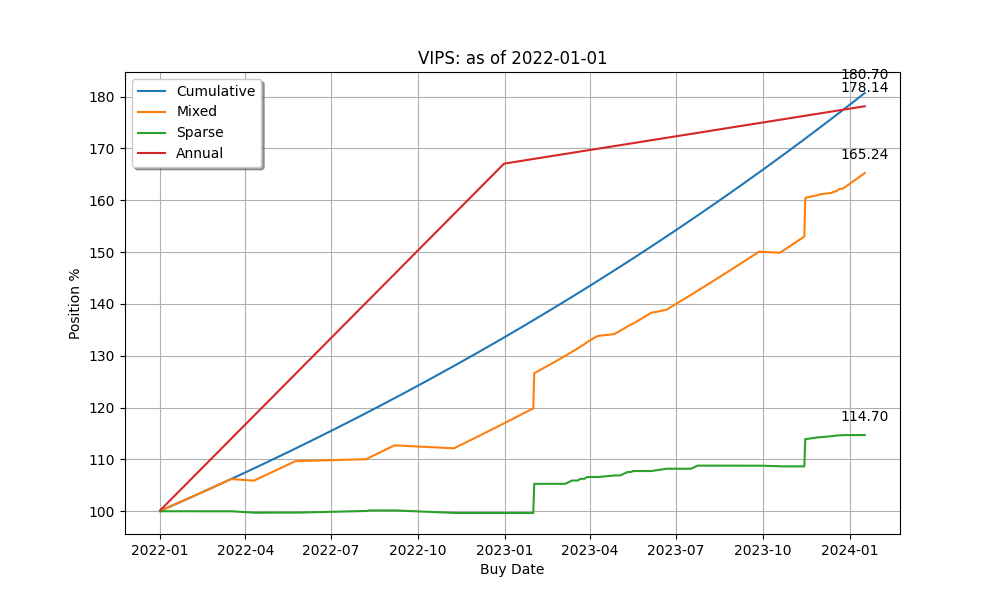 VIPS: as of 2022-01-01
180.70
178.14
165.24
114.70
Cumulative
Mixed
Sparse
Annual
Position %
180
170
160
150
140
130
120
110
100
2022-01 2022-04 2022-07 2022-10 2023-01 2023-04 2023-07 2023-10 2024-01
Buy Date